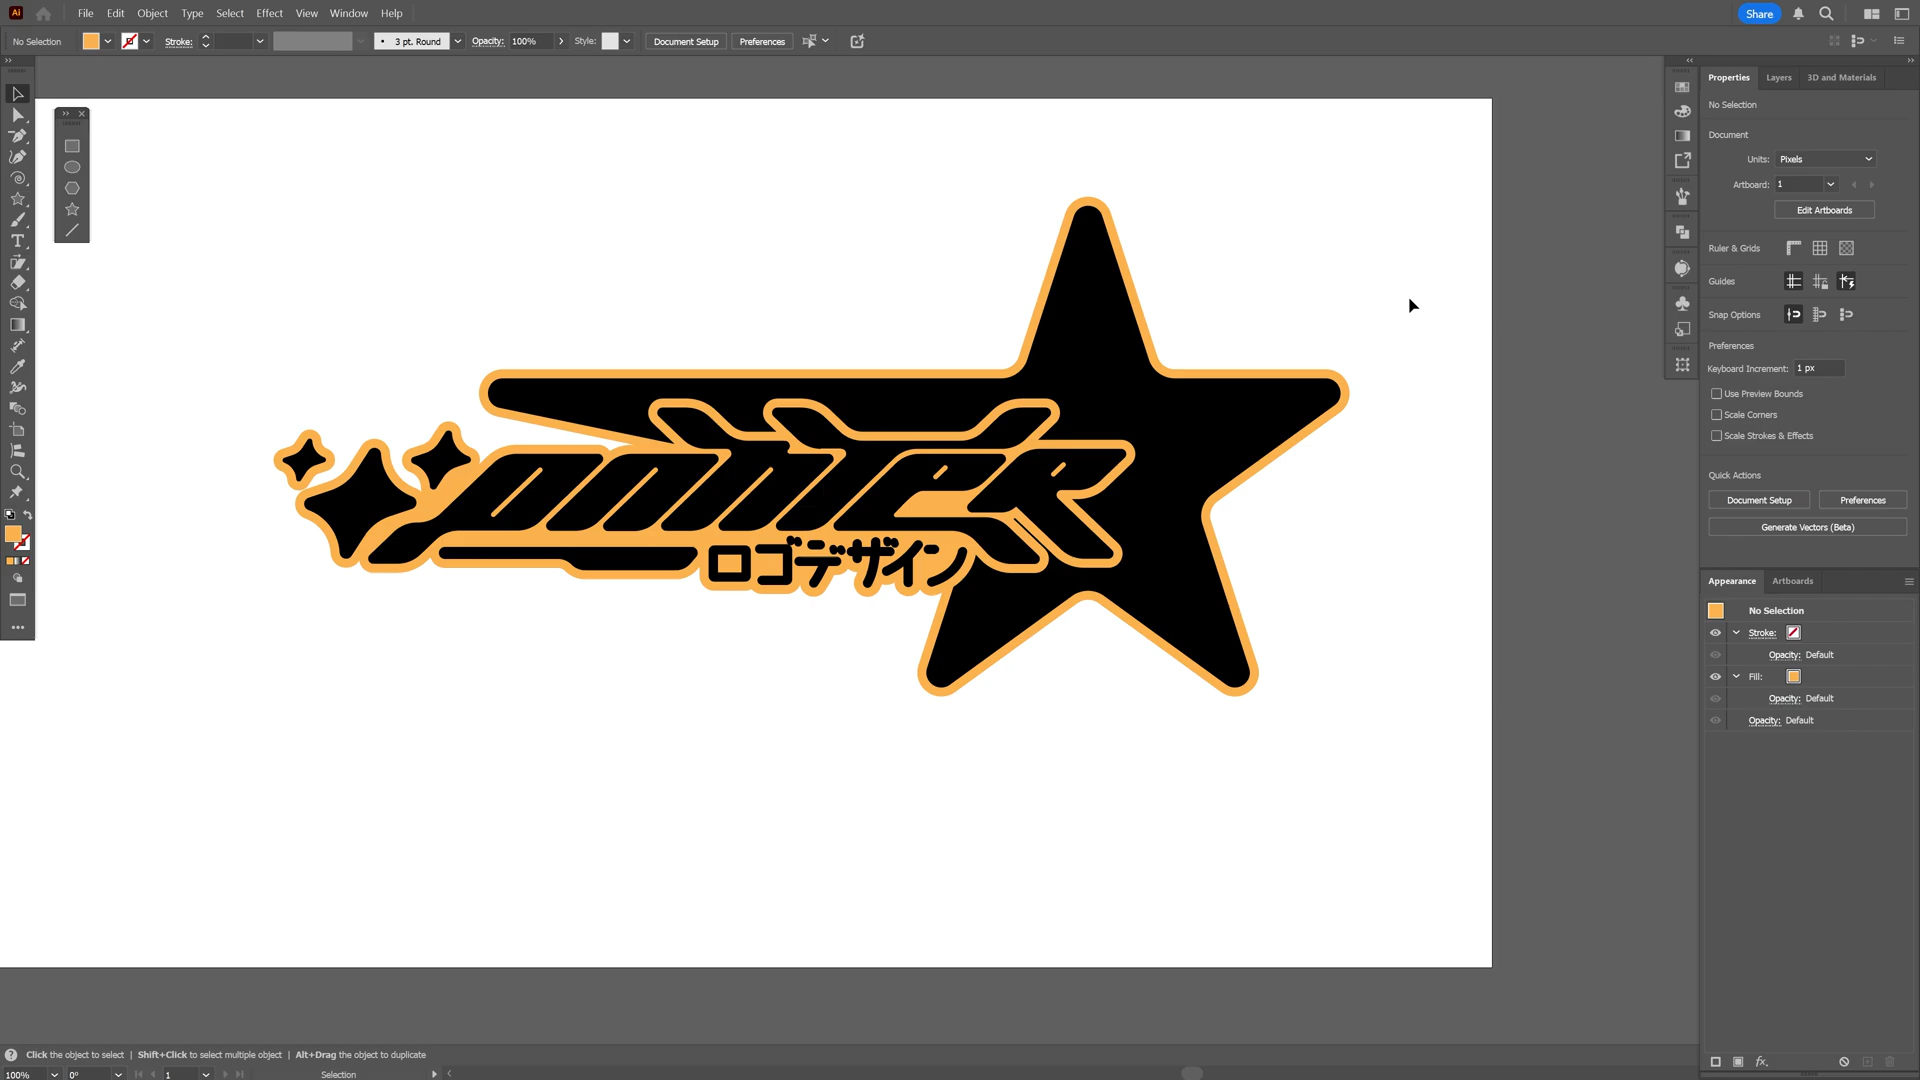 Ai File Edit Object Type Select Effect View Window Help Share
No Selection Stroke: 3 pt. Round Opacity: 100% Style: Document Setup Preferences
Properties Layers 3D and Materials
No Selection
Document
Units: Pixels
Artboard: 1
Edit Artboards
Ruler & Grids
Guides
Snap Options
Preferences
Keyboard Increment: 1 px
Use Preview Bounds
Scale Corners
Scale Strokes & Effects
Quick Actions
Document Setup Preferences
Generate Vectors (Beta)
ロゴデザイン
Appearance Artboards
No Selection
Stroke:
Opacity: Default
Fill:
Opacity: Default
Opacity: Default
fx.
Click the object to select | Shift+Click to select multiple object | Alt+Drag the object to duplicate
100% 0° 1 Selection